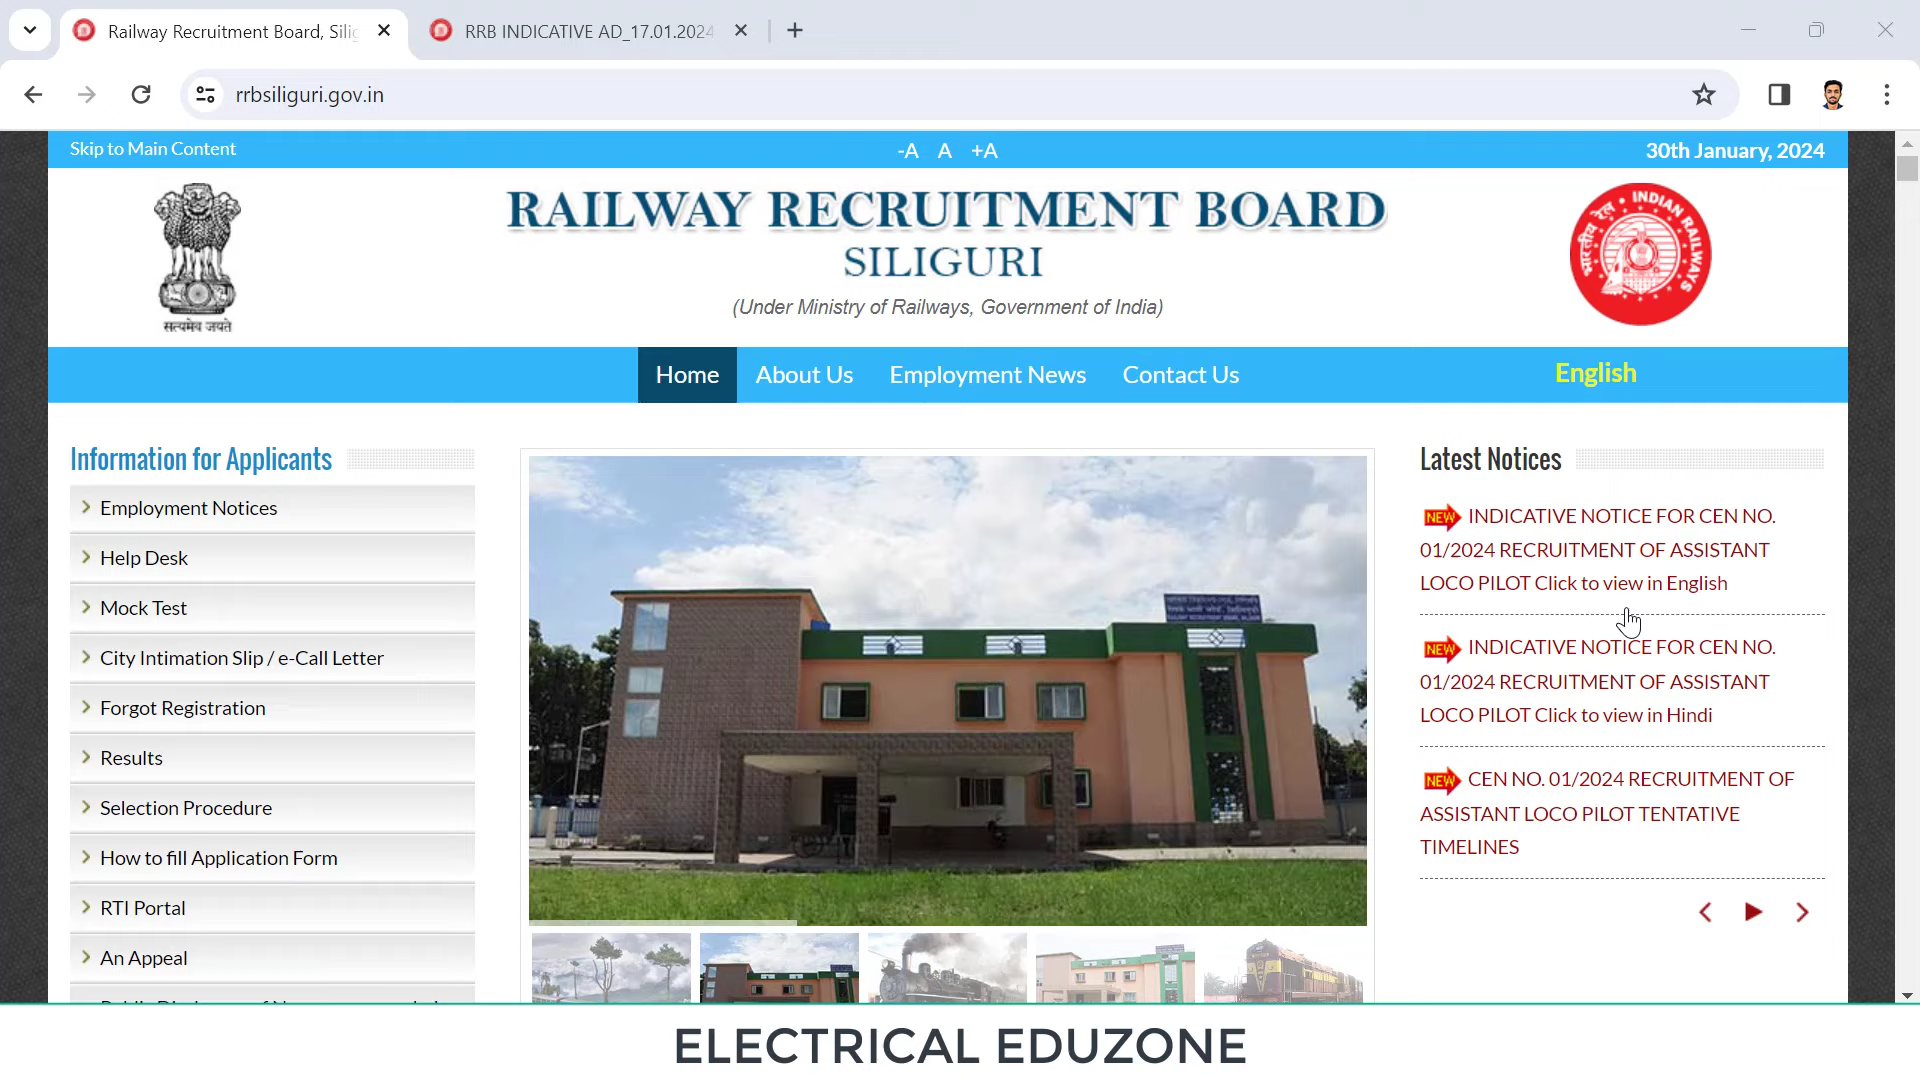 Railway Recruitment Board, Silig
RRB INDICATIVE AD_17.01.2024
rrbsiliguri.gov.in
Skip to Main Content
-A A +A
30th January, 2024
सत्यमेव जयते
RAILWAY RECRUITMENT BOARD
SILIGURI
(Under Ministry of Railways, Government of India)
भारतीय रेल
INDIAN RAILWAYS
Home
About Us
Employment News
Contact Us
English
Information for Applicants
Employment Notices
Help Desk
Mock Test
City Intimation Slip / e-Call Letter
Forgot Registration
Results
Selection Procedure
How to fill Application Form
RTI Portal
An Appeal
Latest Notices
NEW INDICATIVE NOTICE FOR CEN NO.
01/2024 RECRUITMENT OF ASSISTANT
LOCO PILOT Click to view in English
NEW INDICATIVE NOTICE FOR CEN NO.
01/2024 RECRUITMENT OF ASSISTANT
LOCO PILOT Click to view in Hindi
NEW CEN NO. 01/2024 RECRUITMENT OF
ASSISTANT LOCO PILOT TENTATIVE
TIMELINES
ELECTRICAL EDUZONE